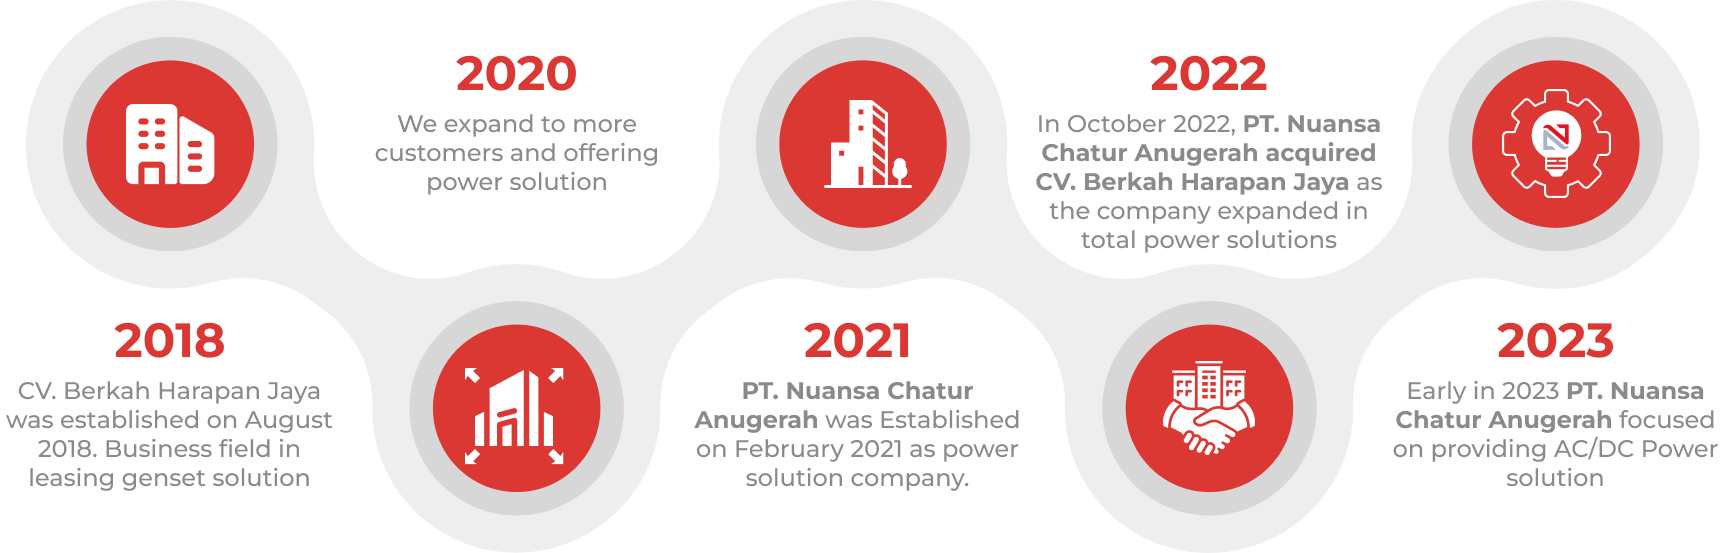 2018
CV. Berkah Harapan Jaya
was established on August
2018. Business field in
leasing genset solution
2020
We expand to more
customers and offering
power solution
2021
PT. Nuansa Chatur
Anugerah was Established
on February 2021 as power
solution company.
2022
In October 2022, PT. Nuansa
Chatur Anugerah acquired
CV. Berkah Harapan Jaya as
the company expanded in
total power solutions
2023
Early in 2023 PT. Nuansa
Chatur Anugerah focused
on providing AC/DC Power
solution